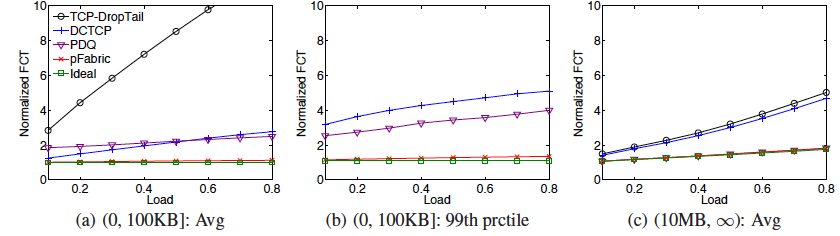 10
8
6
4
2
0
Normalized FCT
TCP-DropTail
DCTCP
PDQ
pFabric
Ideal
0.2 0.4 0.6 0.8
Load
(a) (0, 100KB]: Avg
10
8
6
4
2
0
Normalized FCT
0.2 0.4 0.6 0.8
Load
(b) (0, 100KB]: 99th prctile
10
8
6
4
2
0
Normalized FCT
0.2 0.4 0.6 0.8
Load
(c) (10MB, ∞): Avg